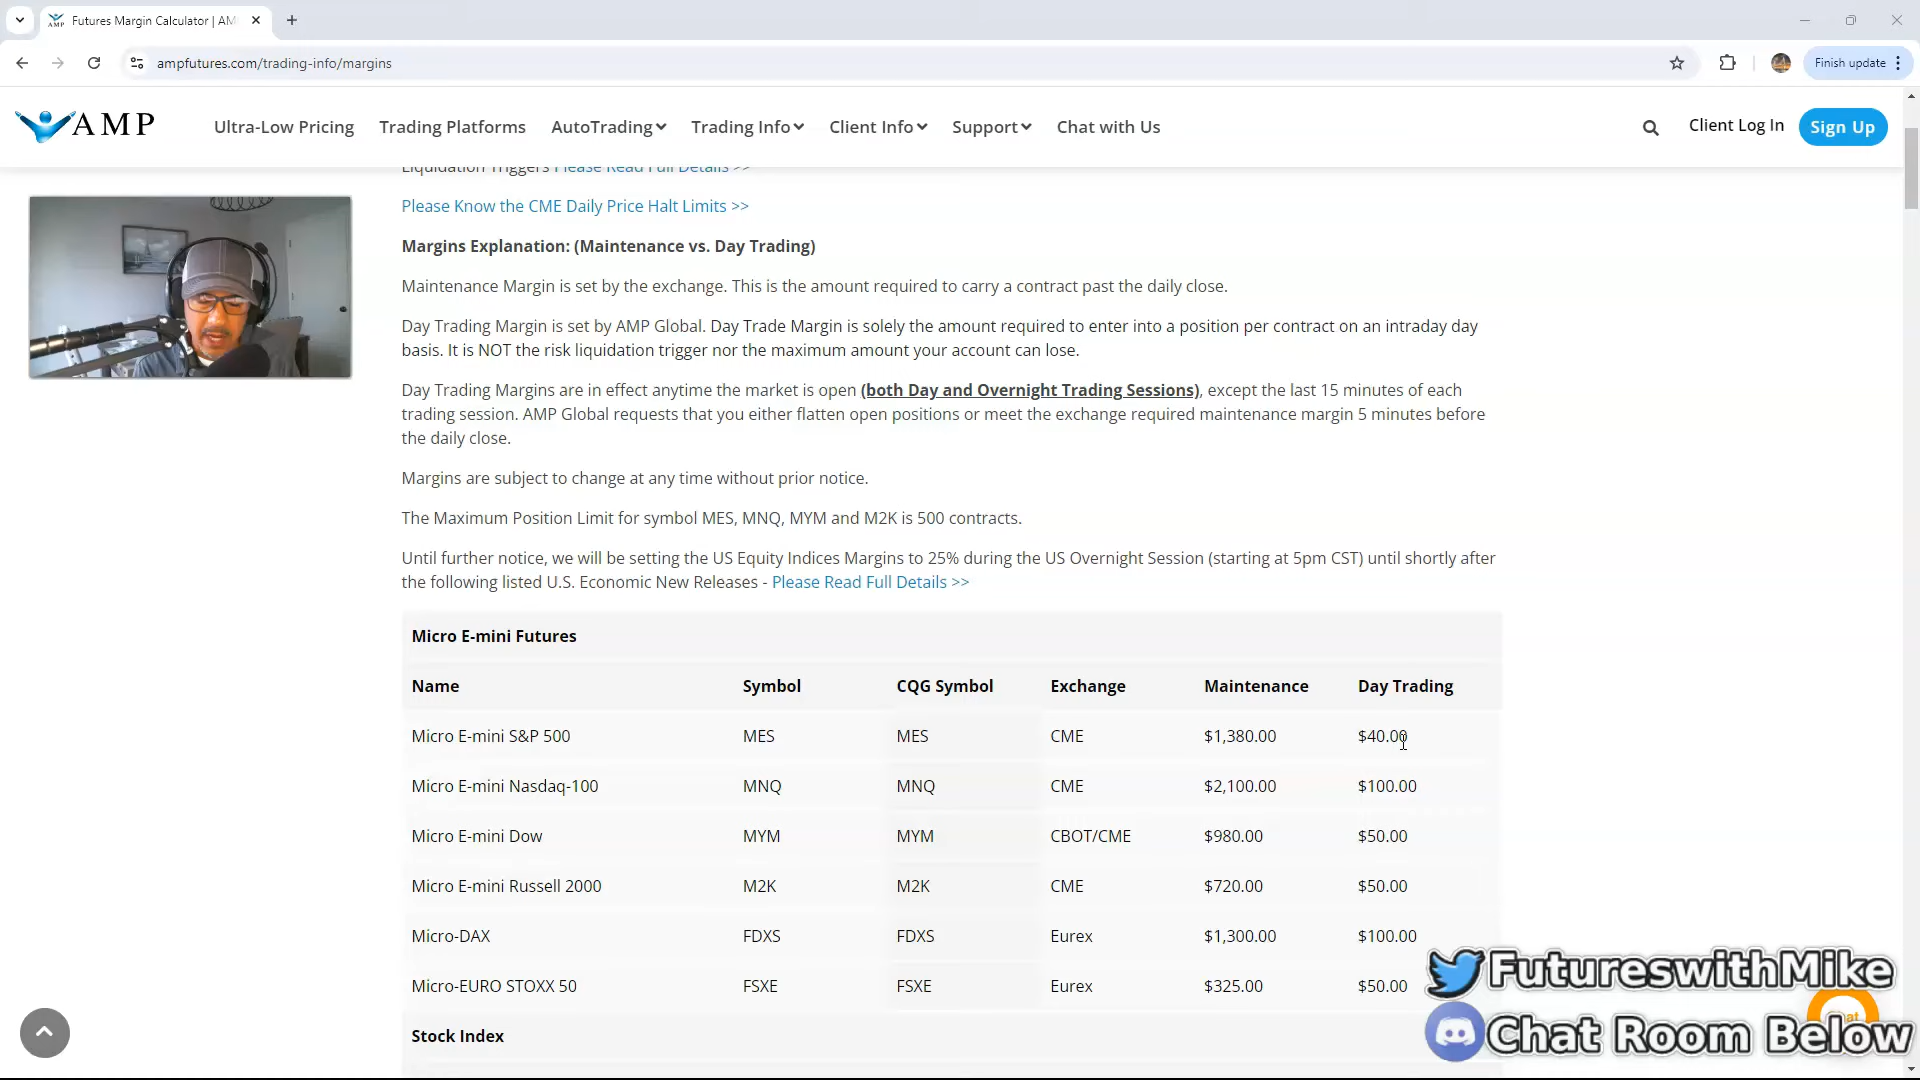 Futures Margin Calculator | AM
ampfutures.com/trading-info/margins
Finish update
AMP
AMP
Ultra-Low Pricing
Trading Platforms
AutoTrading
Trading Info
Client Info
Support
Chat with Us
Client Log In
Sign Up
Liquidation Triggers Please Read Full Details >>
Please Know the CME Daily Price Halt Limits >>
Margins Explanation: (Maintenance vs. Day Trading)
Maintenance Margin is set by the exchange. This is the amount required to carry a contract past the daily close.
Day Trading Margin is set by AMP Global. Day Trade Margin is solely the amount required to enter into a position per contract on an intraday day
basis. It is NOT the risk liquidation trigger nor the maximum amount your account can lose.
Day Trading Margins are in effect anytime the market is open (both Day and Overnight Trading Sessions), except the last 15 minutes of each
trading session. AMP Global requests that you either flatten open positions or meet the exchange required maintenance margin 5 minutes before
the daily close.
Margins are subject to change at any time without prior notice.
The Maximum Position Limit for symbol MES, MNQ, MYM and M2K is 500 contracts.
Until further notice, we will be setting the US Equity Indices Margins to 25% during the US Overnight Session (starting at 5pm CST) until shortly after
the following listed U.S. Economic New Releases - Please Read Full Details >>
Micro E-mini Futures
Name Symbol CQG Symbol Exchange Maintenance Day Trading
Micro E-mini S&P 500 MES MES CME $1,380.00 $40.00
Micro E-mini Nasdaq-100 MNQ MNQ CME $2,100.00 $100.00
Micro E-mini Dow MYM MYM CBOT/CME $980.00 $50.00
Micro E-mini Russell 2000 M2K M2K CME $720.00 $50.00
Micro-DAX FDXS FDXS Eurex $1,300.00 $100.00
Micro-EURO STOXX 50 FSXE FSXE Eurex $325.00 $50.00
Stock Index
FutureswithMike
Chat Room Below